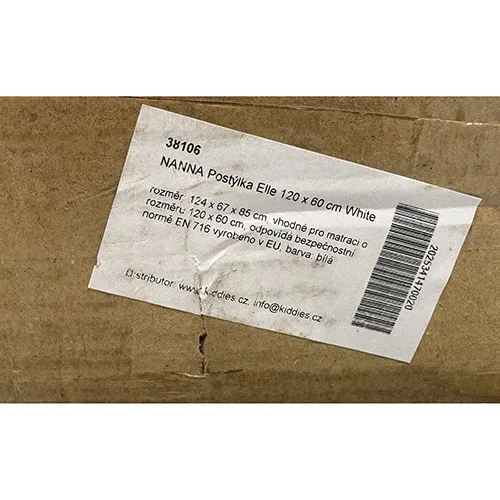 38106
NANNA Postýlka Elle 120 x 60 cm White
rozměr: 124 x 67 x 85 cm, vhodné pro matraci o
rozměru 120 x 60 cm, odpovídá bezpečnostní
normě EN 716 vyrobeno v EU, barva: bílá
Distributor: www.kiddies.cz, info@kiddies.cz
2025341470020